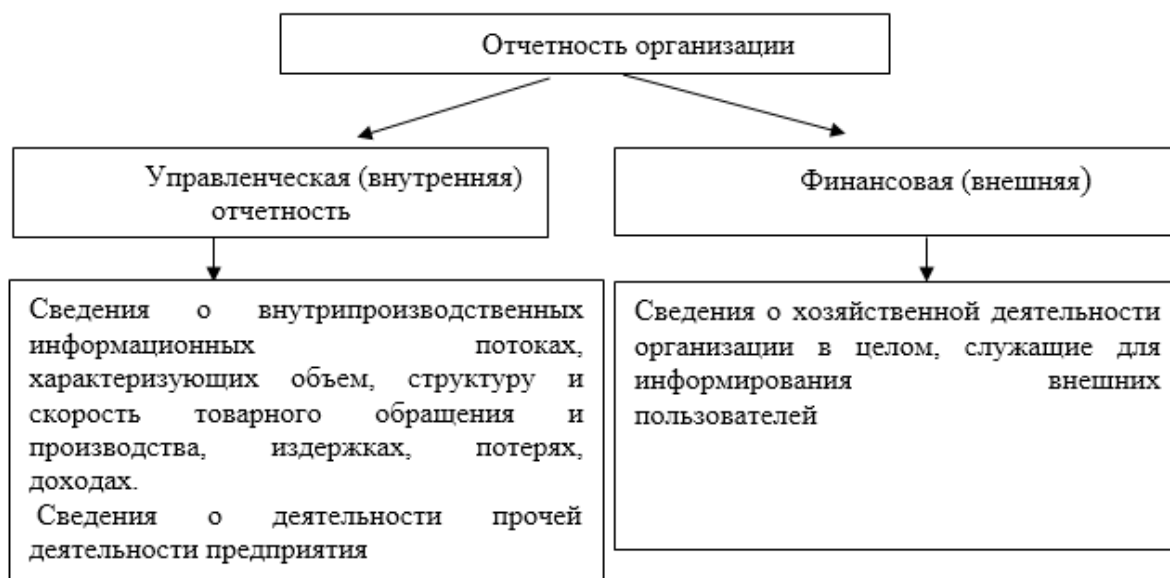 Отчетность организации
Управленческая (внутренняя)
отчетность
Финансовая (внешняя)
Сведения о внутрипроизводственных
информационных потоках,
характеризующих объем, структуру и
скорость товарного обращения и
производства, издержках, потерях,
доходах.
Сведения о деятельности прочей
деятельности предприятия
Сведения о хозяйственной деятельности
организации в целом, служащие для
информирования внешних
пользователей